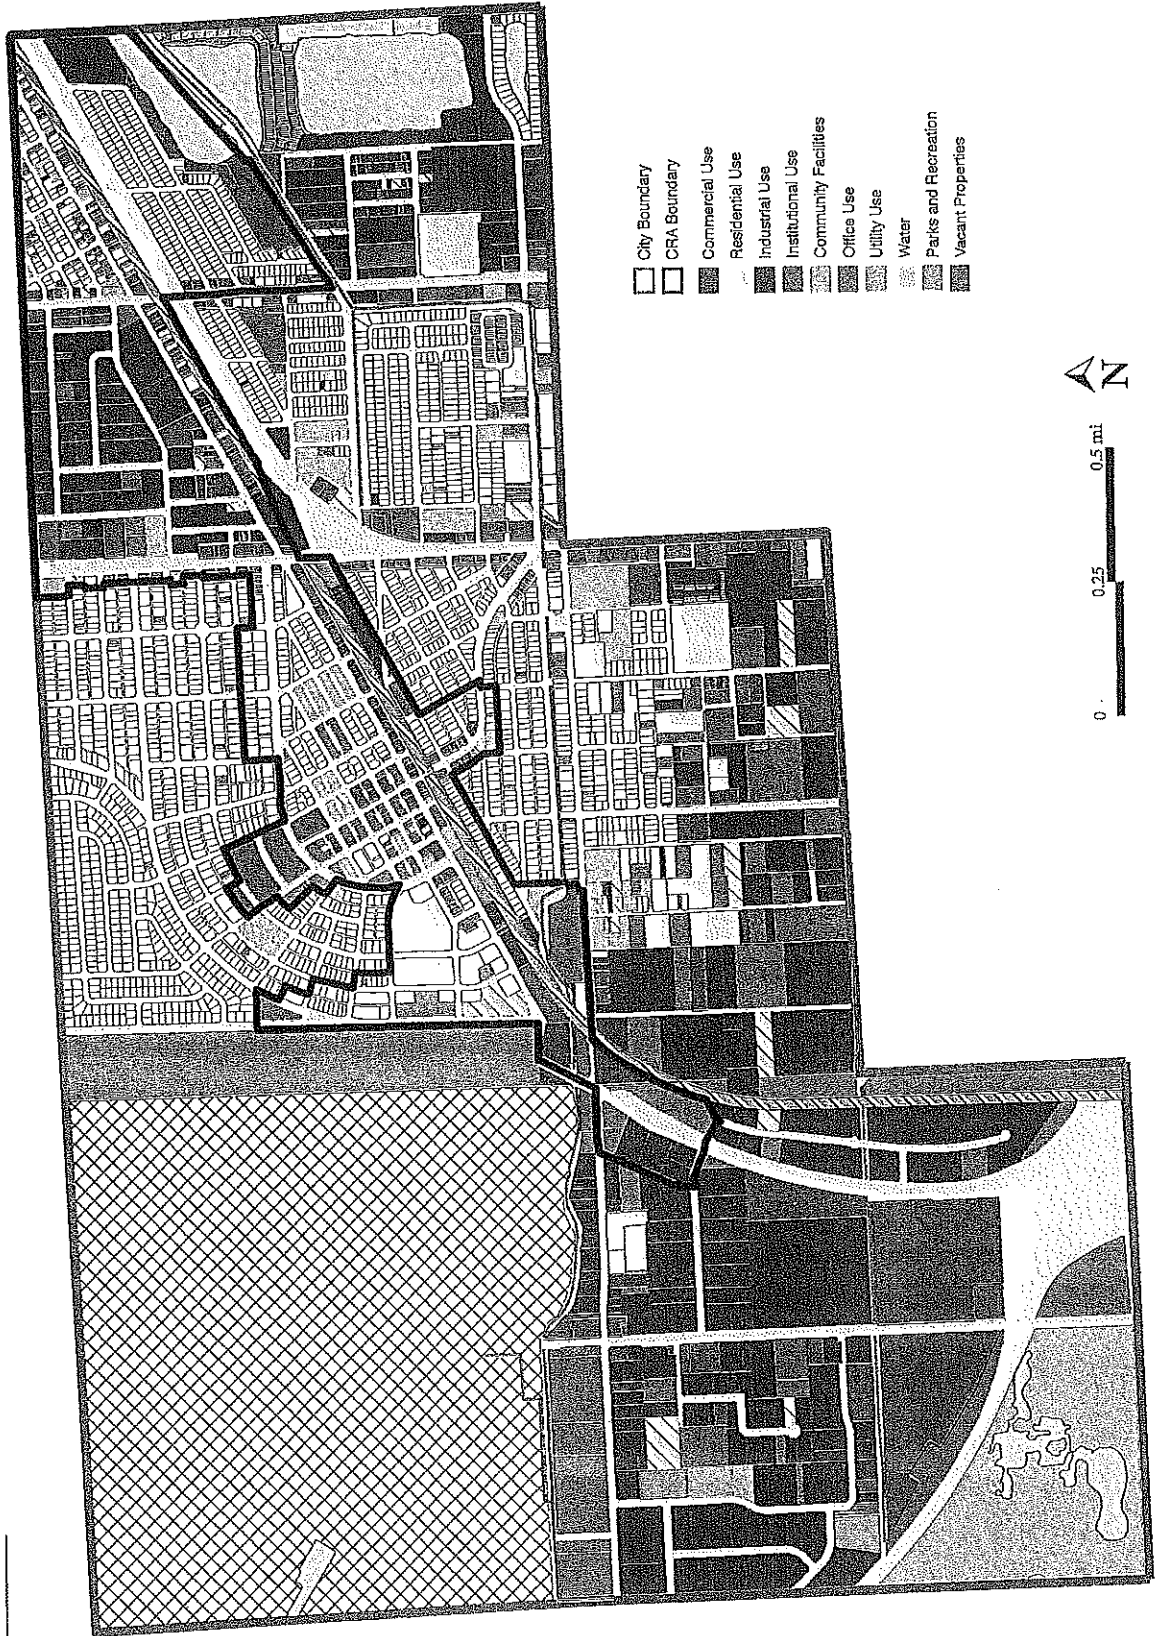 City Boundary
CRA Boundary
Commercial Use
Residential Use
Industrial Use
Institutional Use
Community Facilities
Office Use
Utility Use
Water
Parks and Recreation
Vacant Properties
N
0 0.25 0.5 mi